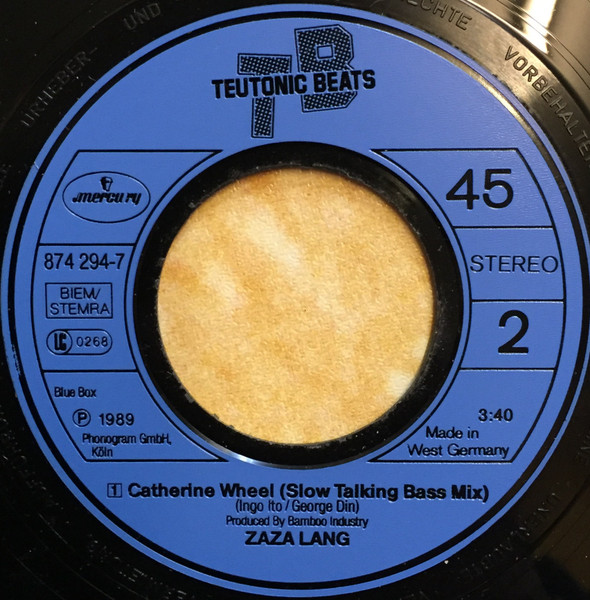 URHEBER- UND
VORBEHALTEN
TB
TEUTONIC BEATS
mercury
45
874 294-7
STEREO
BIEM/
STEMRA
LC 0268
2
Blue Box
℗ 1989
Phonogram GmbH,
Köln
3:40
Made in
West Germany
1 Catherine Wheel (Slow Talking Bass Mix)
(Ingo Ito / George Din)
Produced By Bamboo Industry
ZAZA LANG